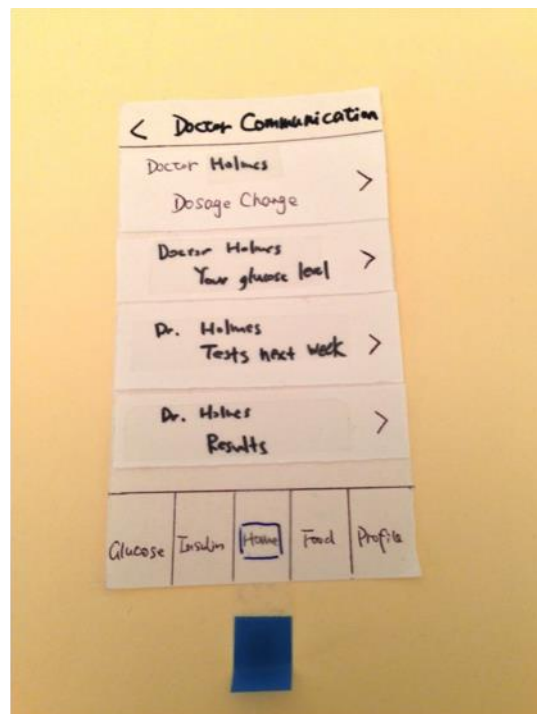 < Doctor Communication
Doctor Holmes >
Dosage Change
Doctor Holmes >
Your glucose level
Dr. Holmes
Tests next week >
Dr. Holmes >
Results
Glucose Insulin Home Food Profile